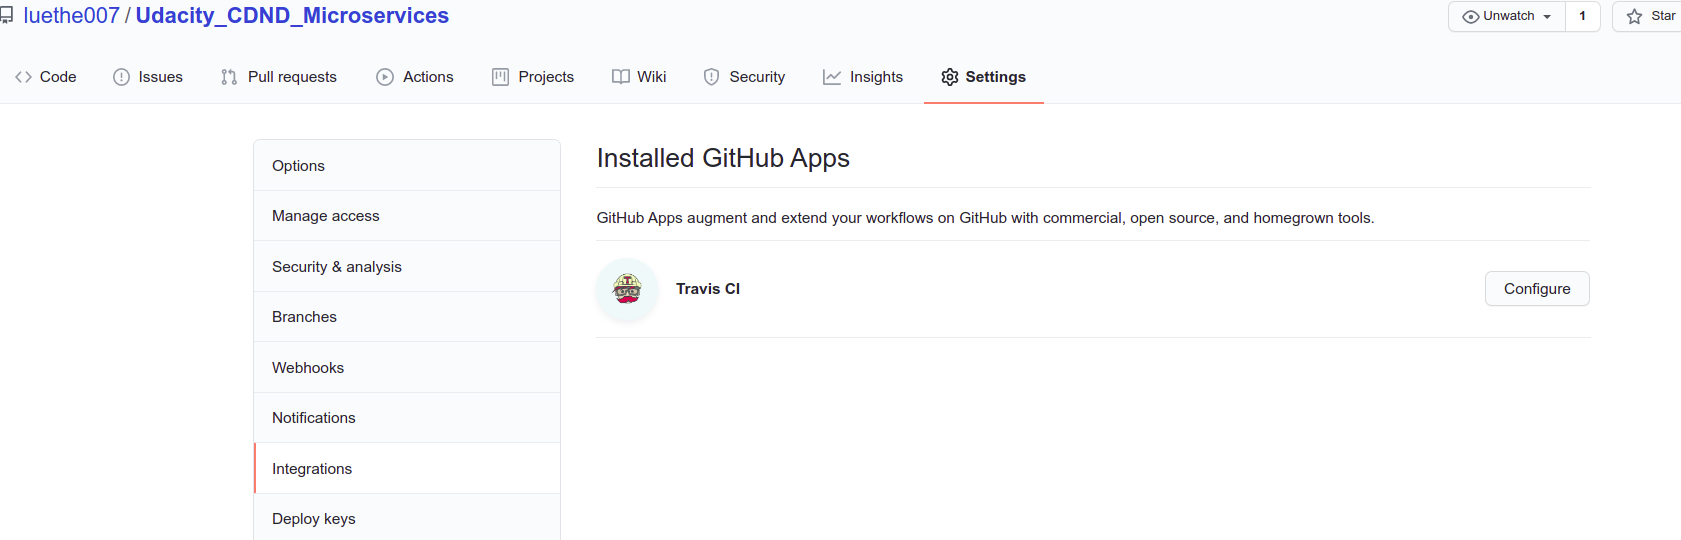 luethe007 / Udacity_CDND_Microservices
Unwatch 1 Star
Code Issues Pull requests Actions Projects Wiki Security Insights Settings
Options
Manage access
Security & analysis
Branches
Webhooks
Notifications
Integrations
Deploy keys
Installed GitHub Apps
GitHub Apps augment and extend your workflows on GitHub with commercial, open source, and homegrown tools.
Travis CI
Configure